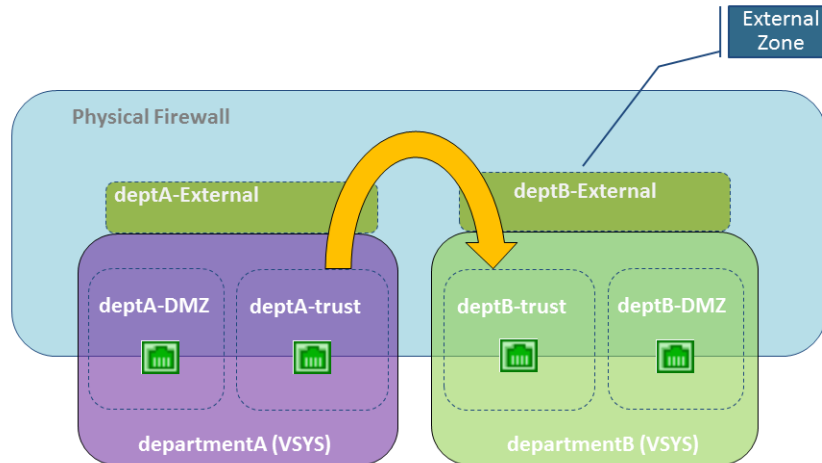 External
Zone
Physical Firewall
deptA-External
deptB-External
deptA-DMZ
deptA-trust
deptB-trust
deptB-DMZ
departmentA (VSYS)
departmentB (VSYS)